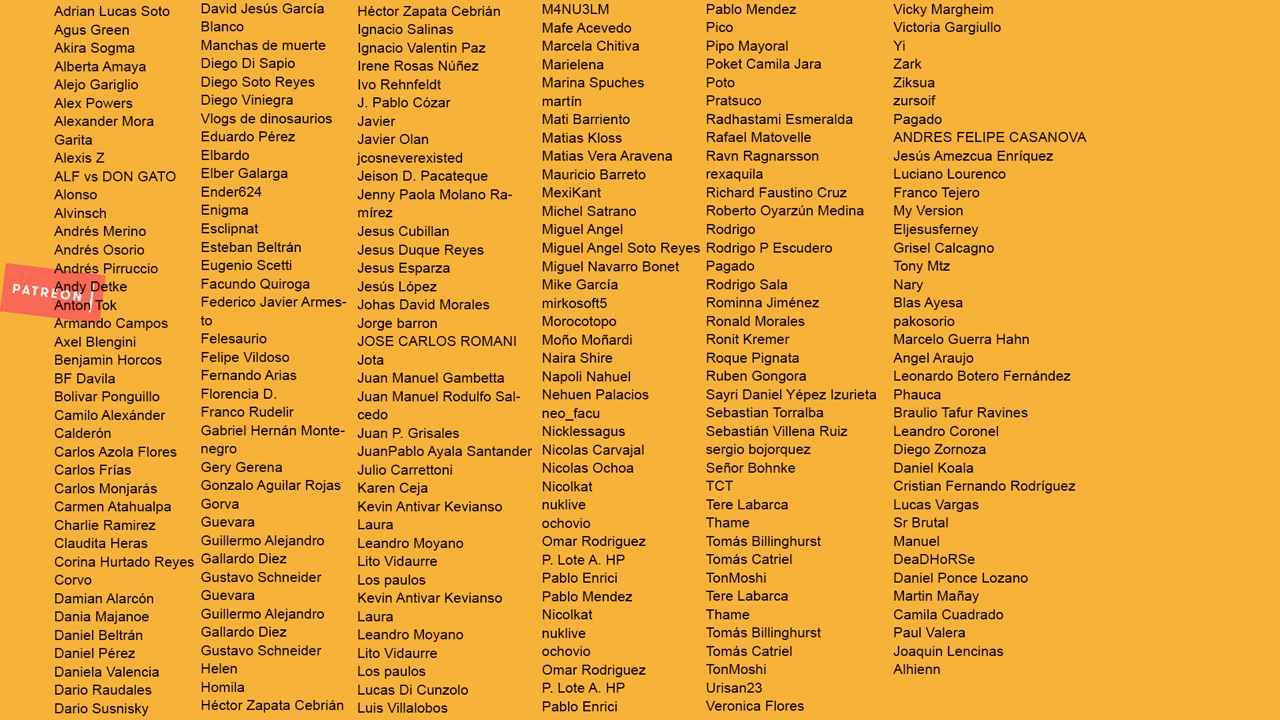 Adrian Lucas Soto
Agus Green
Akira Sogma
Alberta Amaya
Alejo Gariglio
Alex Powers
Alexander Mora
Garita
Alexis Z
ALF vs DON GATO
Alonso
Alvinsch
Andrés Merino
Andrés Osorio
Andrés Pirruccio
Andy Detke
PATREON
Anton Tok
Armando Campos
Axel Blengini
Benjamin Horcos
BF Davila
Bolivar Ponguillo
Camilo Alexánder
Calderón
Carlos Azola Flores
Carlos Frías
Carlos Monjarás
Carmen Atahualpa
Charlie Ramirez
Claudita Heras
Corina Hurtado Reyes
Corvo
Damian Alarcón
Dania Majanoe
Daniel Beltrán
Daniel Pérez
Daniela Valencia
Dario Raudales
Dario Susnisky
David Jesús García
Blanco
Manchas de muerte
Diego Di Sapio
Diego Soto Reyes
Diego Viniegra
Vlogs de dinosaurios
Eduardo Pérez
Elbardo
Elber Galarga
Ender624
Enigma
Esclipnat
Esteban Beltrán
Eugenio Scetti
Facundo Quiroga
Federico Javier Armes-
to
Felesaurio
Felipe Vildoso
Fernando Arias
Florencia D.
Franco Rudelir
Gabriel Hernán Monte-
negro
Gery Gerena
Gonzalo Aguilar Rojas
Gorva
Guevara
Guillermo Alejandro
Gallardo Diez
Gustavo Schneider
Guevara
Guillermo Alejandro
Gallardo Diez
Gustavo Schneider
Helen
Homila
Héctor Zapata Cebrián
Héctor Zapata Cebrián
Ignacio Salinas
Ignacio Valentin Paz
Irene Rosas Núñez
Ivo Rehnfeldt
J. Pablo Cózar
Javier
Javier Olan
jcosneverexisted
Jeison D. Pacateque
Jenny Paola Molano Ra-
mírez
Jesus Cubillan
Jesus Duque Reyes
Jesus Esparza
Jesús López
Johas David Morales
Jorge barron
JOSE CARLOS ROMANI
Jota
Juan Manuel Gambetta
Juan Manuel Rodulfo Sal-
cedo
Juan P. Grisales
JuanPablo Ayala Santander
Julio Carrettoni
Karen Ceja
Kevin Antivar Kevianso
Laura
Leandro Moyano
Lito Vidaurre
Los paulos
Kevin Antivar Kevianso
Laura
Leandro Moyano
Lito Vidaurre
Los paulos
Lucas Di Cunzolo
Luis Villalobos
M4NU3LM
Mafe Acevedo
Marcela Chitiva
Marielena
Marina Spuches
martín
Mati Barriento
Matias Kloss
Matias Vera Aravena
Mauricio Barreto
MexiKant
Michel Satrano
Miguel Angel
Miguel Angel Soto Reyes
Miguel Navarro Bonet
Mike García
mirkosoft5
Morocotopo
Moño Moñardi
Naira Shire
Napoli Nahuel
Nehuen Palacios
neo_facu
Nicklessagus
Nicolas Carvajal
Nicolas Ochoa
Nicolkat
nuklive
ochovio
Omar Rodriguez
P. Lote A. HP
Pablo Enrici
Pablo Mendez
Nicolkat
nuklive
ochovio
Omar Rodriguez
P. Lote A. HP
Pablo Enrici
Pablo Mendez
Pico
Pipo Mayoral
Poket Camila Jara
Poto
Pratsuco
Radhastami Esmeralda
Rafael Matovelle
Ravn Ragnarsson
rexaquila
Richard Faustino Cruz
Roberto Oyarzún Medina
Rodrigo
Rodrigo P Escudero
Pagado
Rodrigo Sala
Rominna Jiménez
Ronald Morales
Ronit Kremer
Roque Pignata
Ruben Gongora
Sayri Daniel Yépez Izurieta
Sebastian Torralba
Sebastián Villena Ruiz
sergio bojorquez
Señor Bohnke
TCT
Tere Labarca
Thame
Tomás Billinghurst
Tomás Catriel
TonMoshi
Tere Labarca
Thame
Tomás Billinghurst
Tomás Catriel
TonMoshi
Urisan23
Veronica Flores
Vicky Margheim
Victoria Gargiullo
Yi
Zark
Ziksua
zursoif
Pagado
ANDRES FELIPE CASANOVA
Jesús Amezcua Enríquez
Luciano Lourenco
Franco Tejero
My Version
Eljesusferney
Grisel Calcagno
Tony Mtz
Nary
Blas Ayesa
pakosorio
Marcelo Guerra Hahn
Angel Araujo
Leonardo Botero Fernández
Phauca
Braulio Tafur Ravines
Leandro Coronel
Diego Zornoza
Daniel Koala
Cristian Fernando Rodríguez
Lucas Vargas
Sr Brutal
Manuel
DeaDHoRSe
Daniel Ponce Lozano
Martin Mañay
Camila Cuadrado
Paul Valera
Joaquin Lencinas
Alhienn